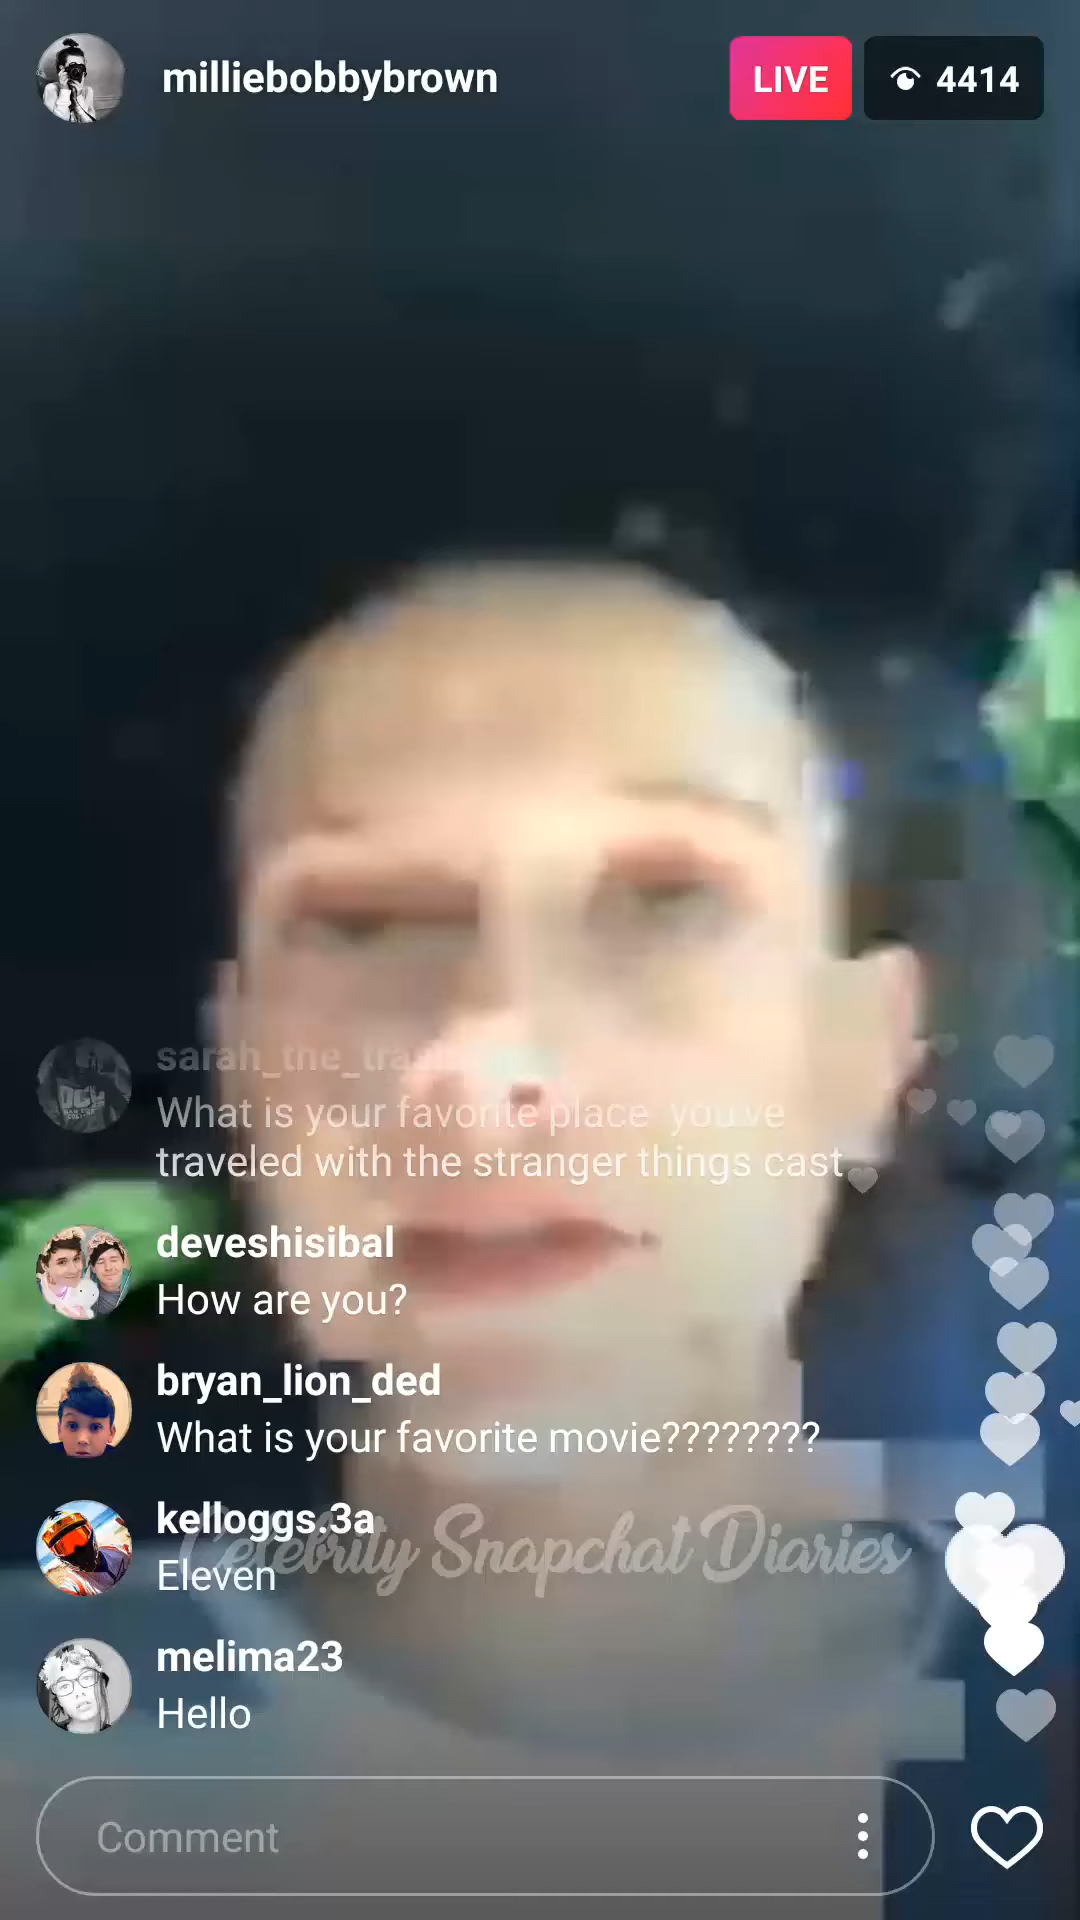 milliebobbybrown
LIVE
4414
sarah_the_tra
What is your favorite place you've
traveled with the stranger things cast
deveshisibal
How are you?
bryan_lion_ded
What is your favorite movie????????
kelloggs.3a
Celebrity Snapchat Diaries
Eleven
melima23
Hello
Comment